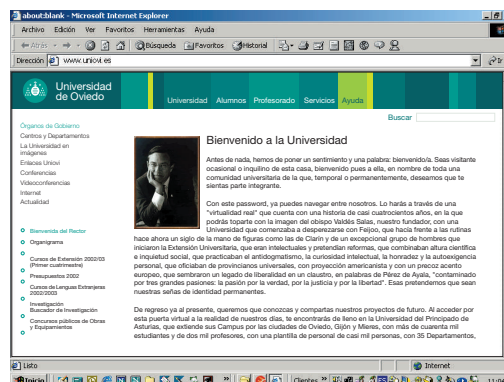 about:blank - Microsoft Internet Explorer
Archivo Edición Ver Favoritos Herramientas Ayuda
Atrás Búsqueda Favoritos Historial
Dirección www.uniovi.es Ir
Universidad
de Oviedo
Universidad Alumnos Profesorado Servicios Ayuda
Buscar
Órganos de Gobierno
Centros y Departamentos
La Universidad en
imágenes
Enlaces Uniovi
Conferencias
Videoconferencias
Internet
Actualidad
Bienvenida del Rector
Organigrama
Cursos de Extensión 2002/03
(Primer cuatrimestre)
Presupuestos 2002
Cursos de Lenguas Extranjeras
2002/2003
Investigación
Buscador de Investigación
Concursos públicos de Obras
y Equipamientos
Bienvenido a la Universidad
Antes de nada, hemos de poner un sentimiento y una palabra: bienvenido/a. Seas visitante
ocasional o inquilino de esta casa, bienvenido pues a ella, en nombre de toda una
comunidad universitaria de la que, temporal o permanentemente, deseamos que te
sientas parte integrante.
Con este password, ya puedes navegar entre nosotros. Lo harás a través de una
"virtualidad real" que cuenta con una historia de casi cuatrocientos años, en la que
podrás toparte con la imagen del obispo Valdés Salas, nuestro fundador, con una
Universidad que comenzaba a desperezarse con Feijoo, que hacía frente a las rutinas
hace ahora un siglo de la mano de figuras como las de Clarín y de un excepcional grupo de hombres que
iniciaron la Extensión Universitaria, que eran intelectuales y pretendían reformas, que combinaban altura científica
e inquietud social, que practicaban el antidogmatismo, la curiosidad intelectual, la honradez y la autoexigencia
personal, que oficiaban de provincianos universales, con proyección americanista y con un precoz acento
europeo, que sembraron un legado de liberalidad en un claustro, en palabras de Pérez de Ayala, "contaminado
por tres grandes pasiones: la pasión por la verdad, por la justicia y por la libertad". Esas pretendemos que sean
nuestras señas de identidad permanentes.
De regreso ya al presente, queremos que conozcas y compartas nuestro proyectos de futuro. Al acceder por
esta puerta virtual a la realidad de nuestros días, te encontrarás de lleno en la Universidad del Principado de
Asturias, que extiende sus Campus por las ciudades de Oviedo, Gijón y Mieres, con más de cuarenta mil
estudiantes y de dos mil profesores, con una plantilla de personal de casi mil personas, con 35 Departamentos,
Listo Internet
Inicio Clientes